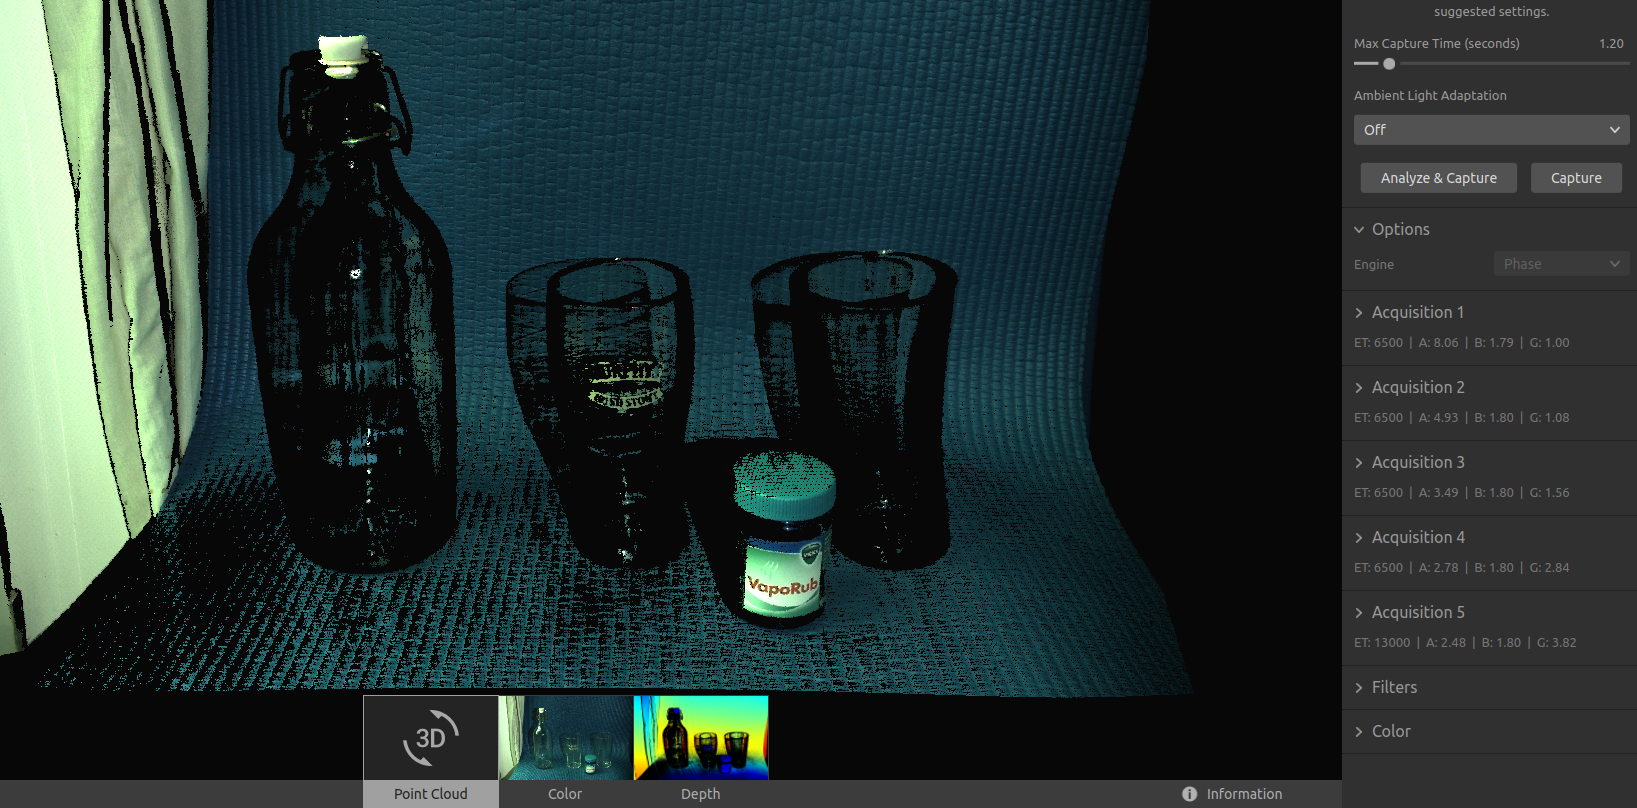 suggested settings.
Max Capture Time (seconds) 1.20
Ambient Light Adaptation
Off
Analyze & Capture Capture
Options
Engine Phase
Acquisition 1
ET: 6500 | A: 8.06 | B: 1.79 | G: 1.00
Acquisition 2
ET: 6500 | A: 4.93 | B: 1.80 | G: 1.08
Acquisition 3
ET: 6500 | A: 3.49 | B: 1.80 | G: 1.56
Acquisition 4
ET: 6500 | A: 2.78 | B: 1.80 | G: 2.84
Acquisition 5
ET: 13000 | A: 2.48 | B: 1.80 | G: 3.82
Filters
Color
VICKS
VapoRub
3D
Point Cloud Color Depth Information